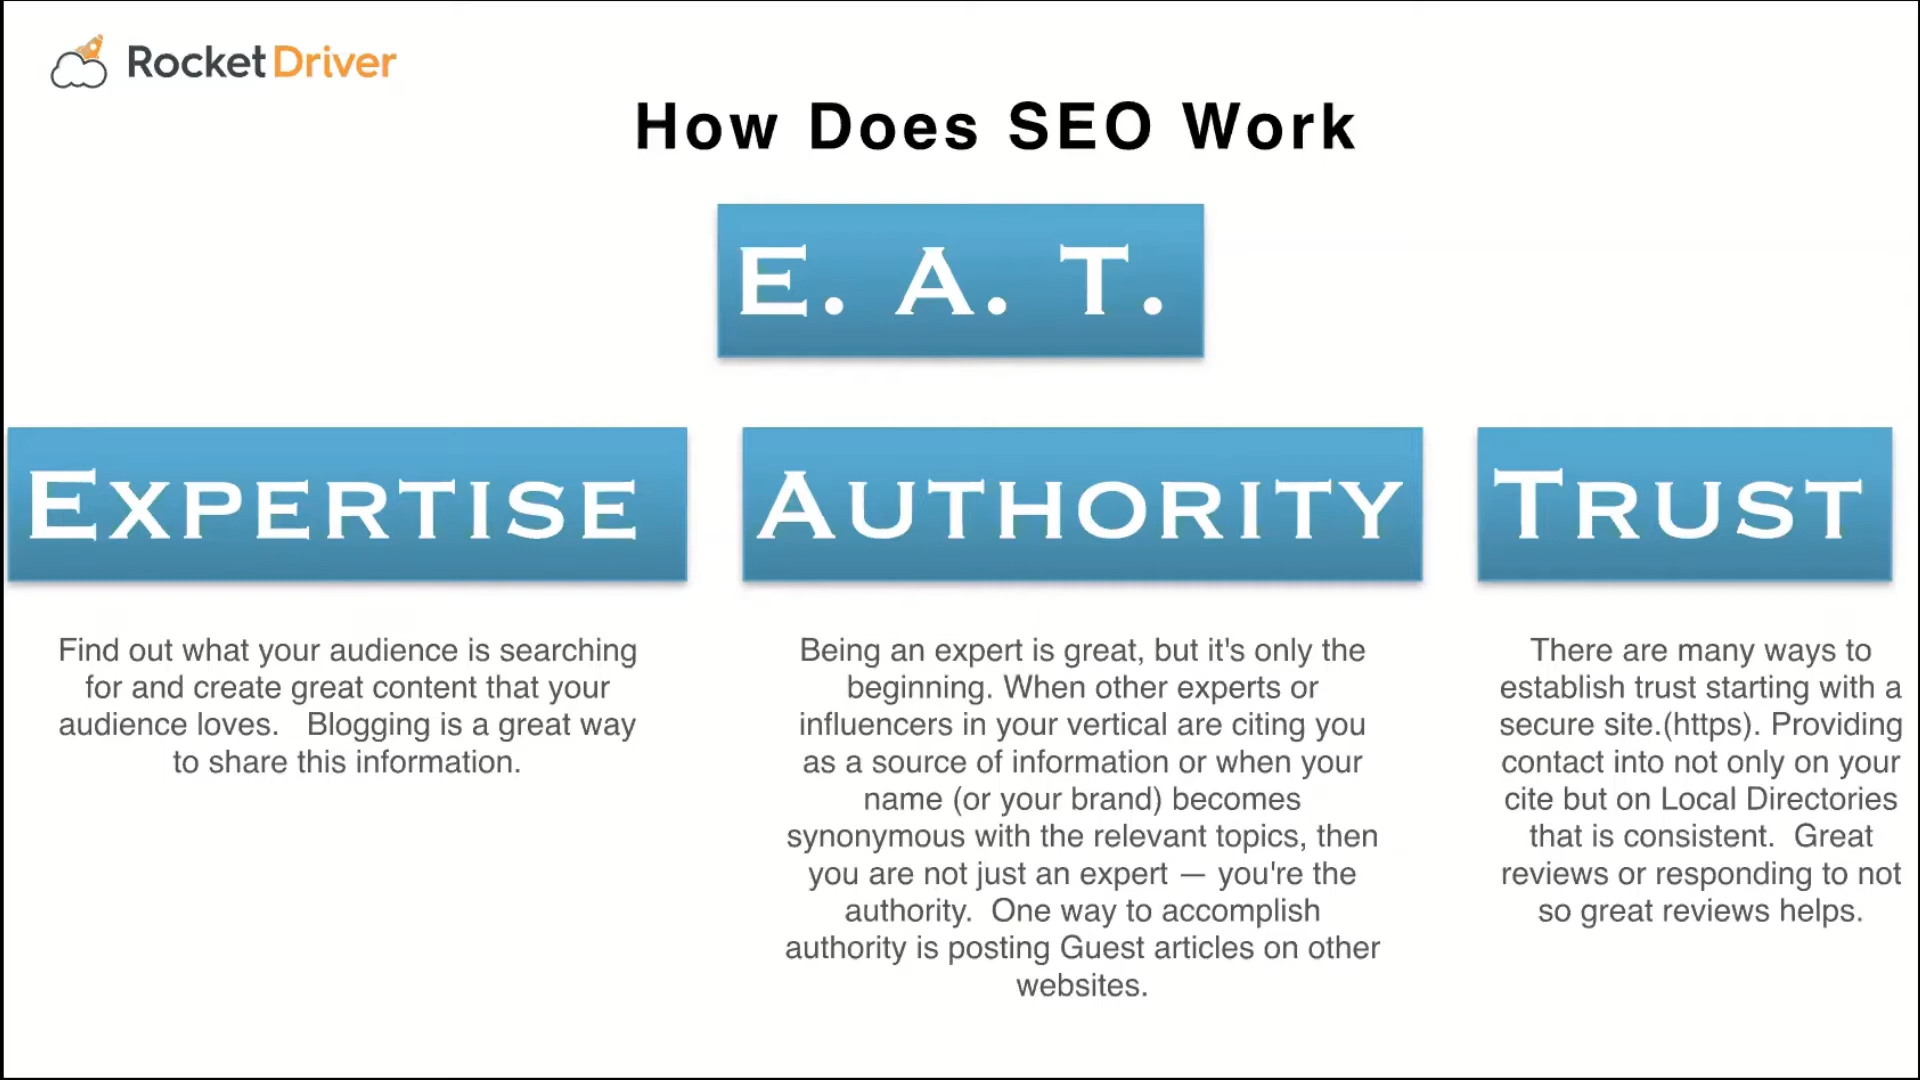 RocketDriver
How Does SEO Work
E. A. T.
EXPERTISE
Find out what your audience is searching
for and create great content that your
audience loves.   Blogging is a great way
to share this information.
AUTHORITY
Being an expert is great, but it's only the
beginning. When other experts or
influencers in your vertical are citing you
as a source of information or when your
name (or your brand) becomes
synonymous with the relevant topics, then
you are not just an expert — you're the
authority.  One way to accomplish
authority is posting Guest articles on other
websites.
TRUST
There are many ways to
establish trust starting with a
secure site.(https). Providing
contact into not only on your
cite but on Local Directories
that is consistent.  Great
reviews or responding to not
so great reviews helps.